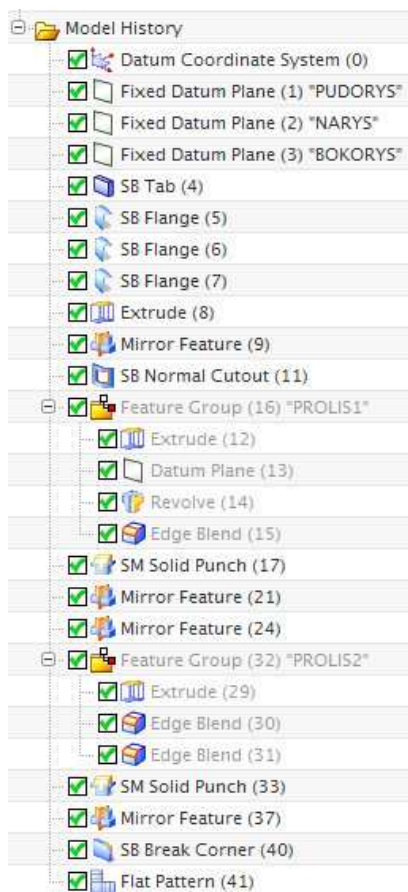 Model History
Datum Coordinate System (0)
Fixed Datum Plane (1) "PUDORYS"
Fixed Datum Plane (2) "NARYS"
Fixed Datum Plane (3) "BOKORYS"
SB Tab (4)
SB Flange (5)
SB Flange (6)
SB Flange (7)
Extrude (8)
Mirror Feature (9)
SB Normal Cutout (11)
Feature Group (16) "PROLIS1"
Extrude (12)
Datum Plane (13)
Revolve (14)
Edge Blend (15)
SM Solid Punch (17)
Mirror Feature (21)
Mirror Feature (24)
Feature Group (32) "PROLIS2"
Extrude (29)
Edge Blend (30)
Edge Blend (31)
SM Solid Punch (33)
Mirror Feature (37)
SB Break Corner (40)
Flat Pattern (41)